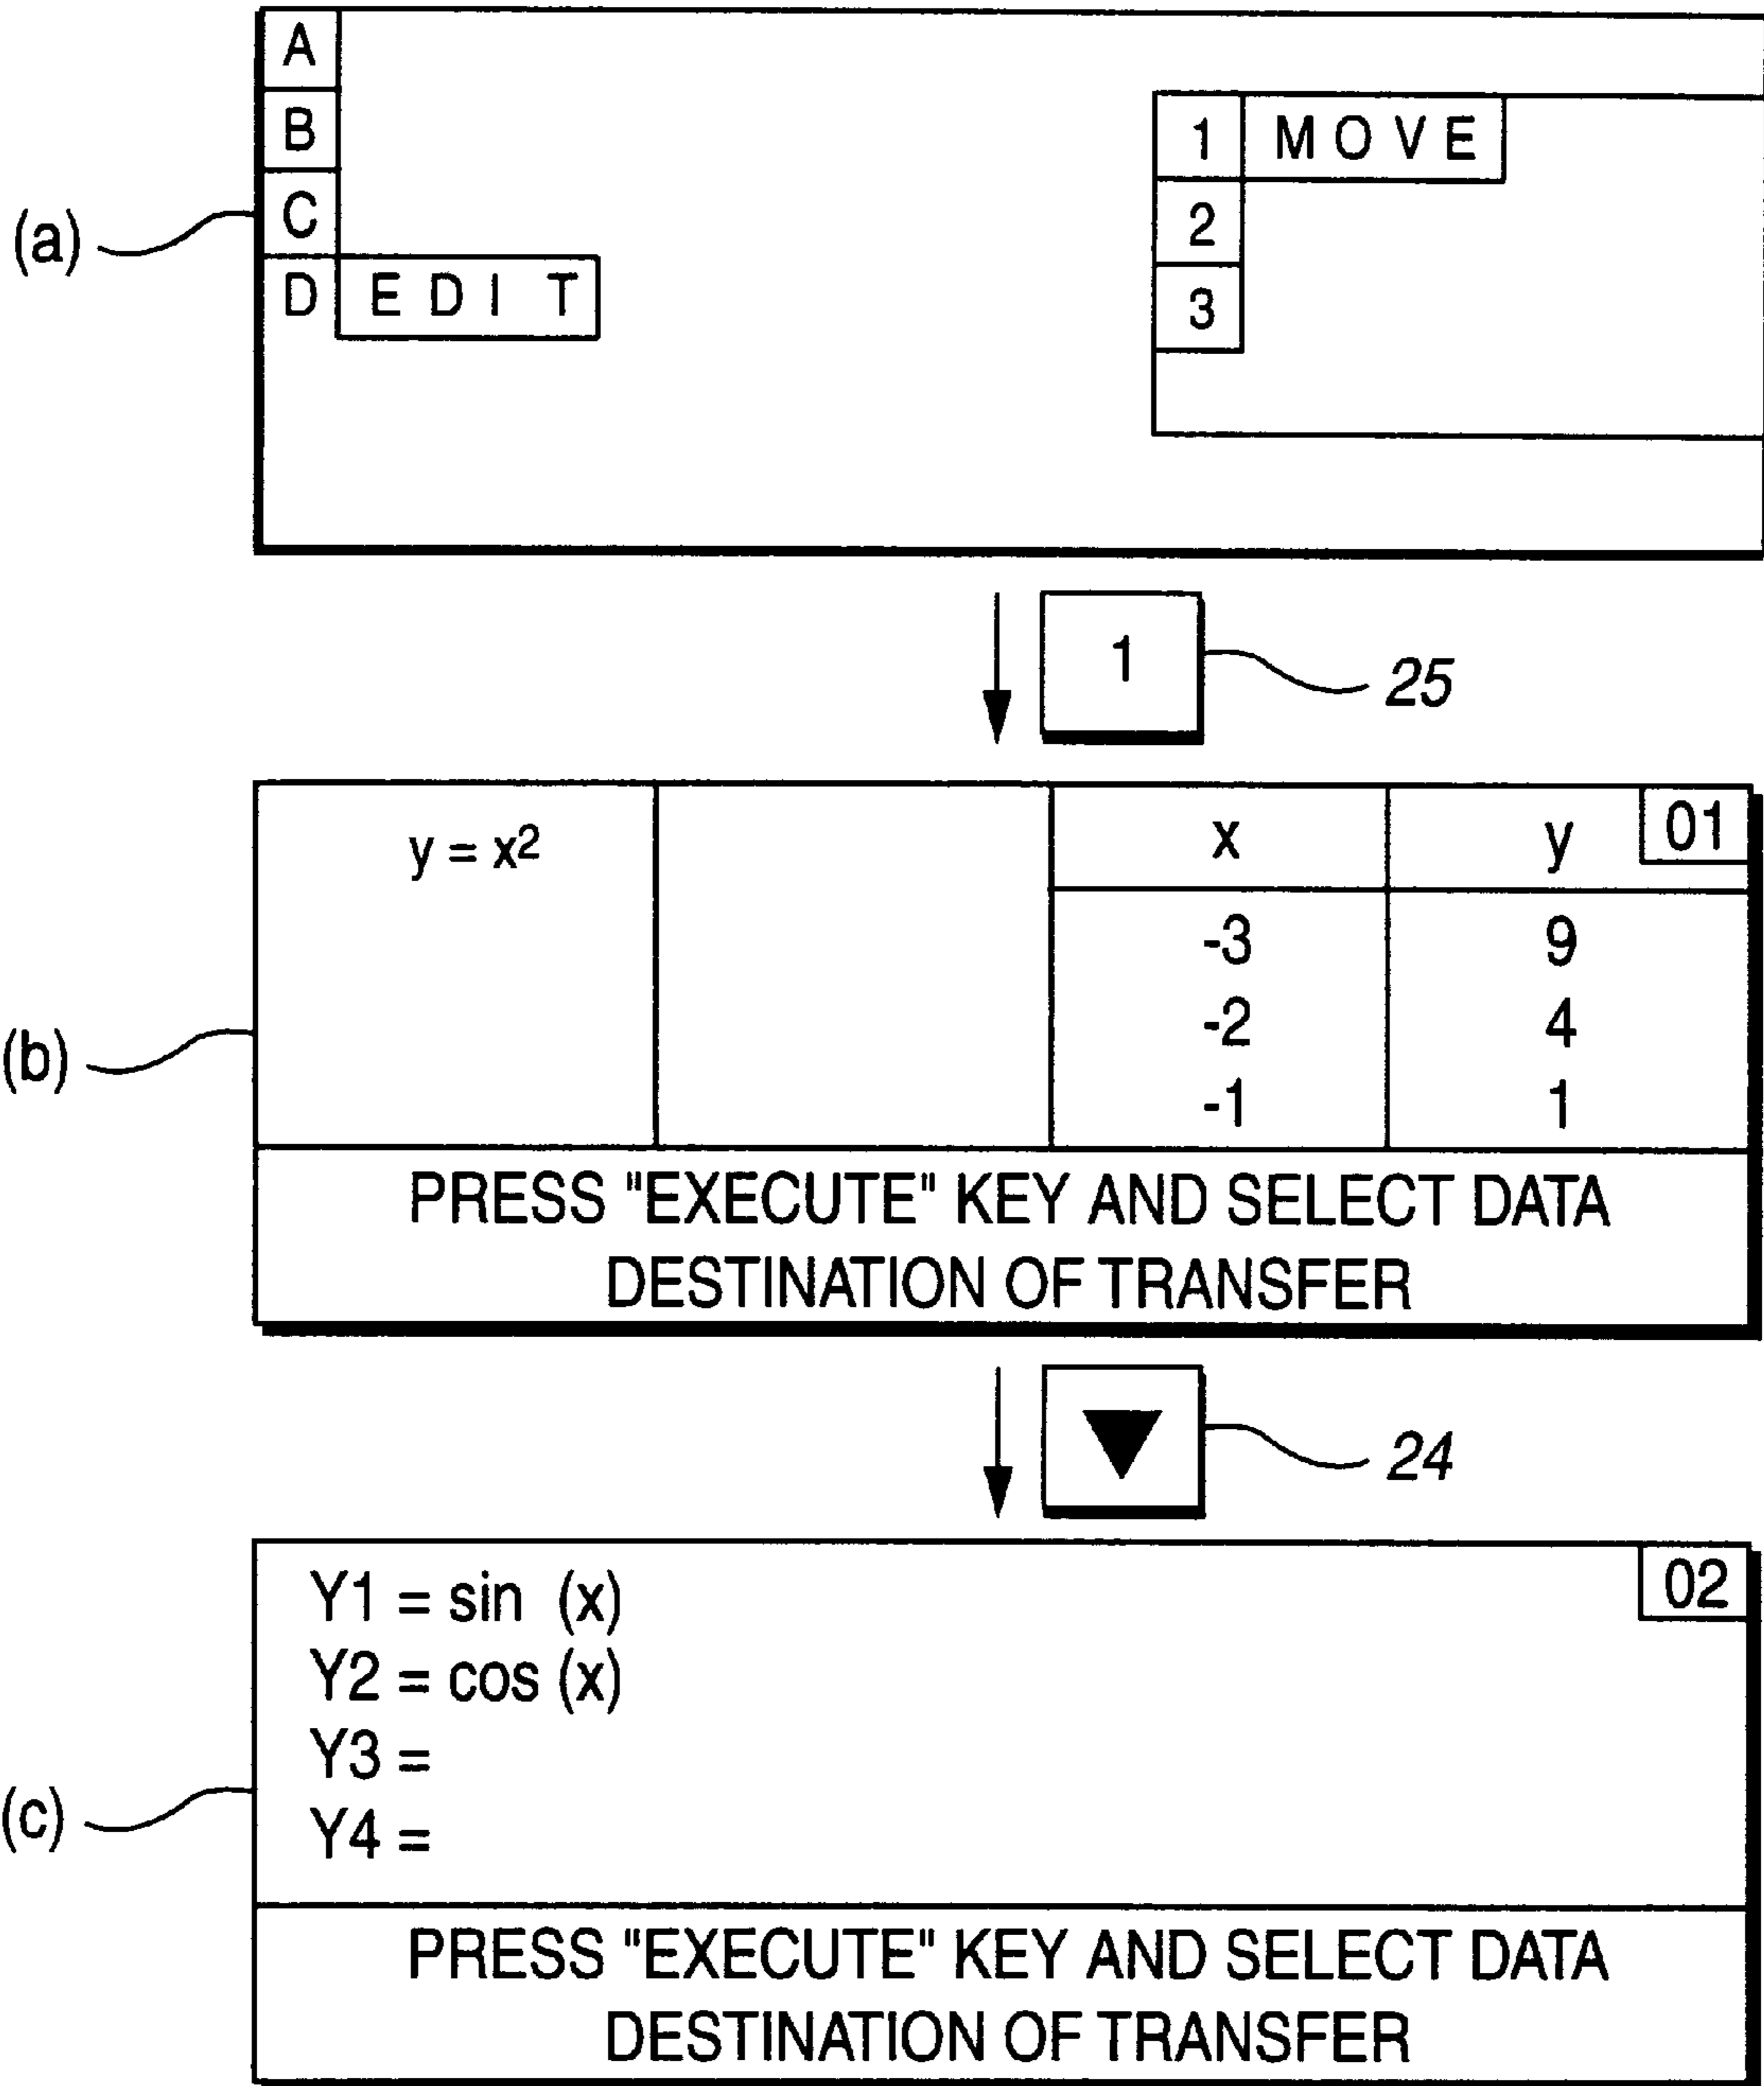 A
B
1 M O V E
C
2
(a)
D E D I T
3
1
25
01
y = x²
x y
-3 9
-2 4
(b)
-1 1
PRESS "EXECUTE" KEY AND SELECT DATA
DESTINATION OF TRANSFER
▼
24
02
Y1 = sin (x)
Y2 = cos (x)
Y3 =
(c)
Y4 =
PRESS "EXECUTE" KEY AND SELECT DATA
DESTINATION OF TRANSFER